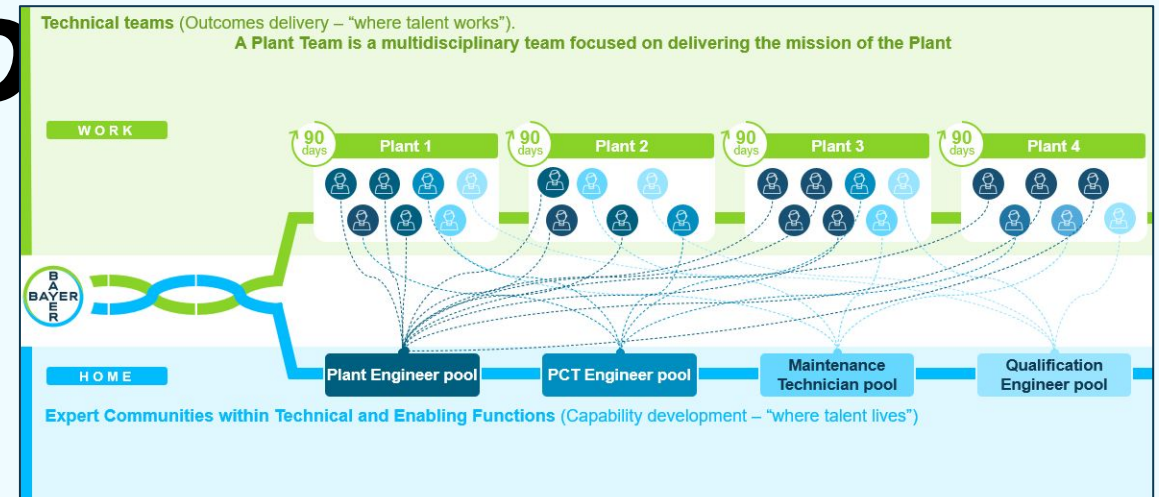 Technical teams (Outcomes delivery – “where talent works”).
A Plant Team is a multidisciplinary team focused on delivering the mission of the Plant
WORK
90 days
Plant 1
90 days
Plant 2
90 days
Plant 3
90 days
Plant 4
BAYER
BAYER
HOME
Plant Engineer pool
PCT Engineer pool
Maintenance
Technician pool
Qualification
Engineer pool
Expert Communities within Technical and Enabling Functions (Capability development – “where talent lives”)